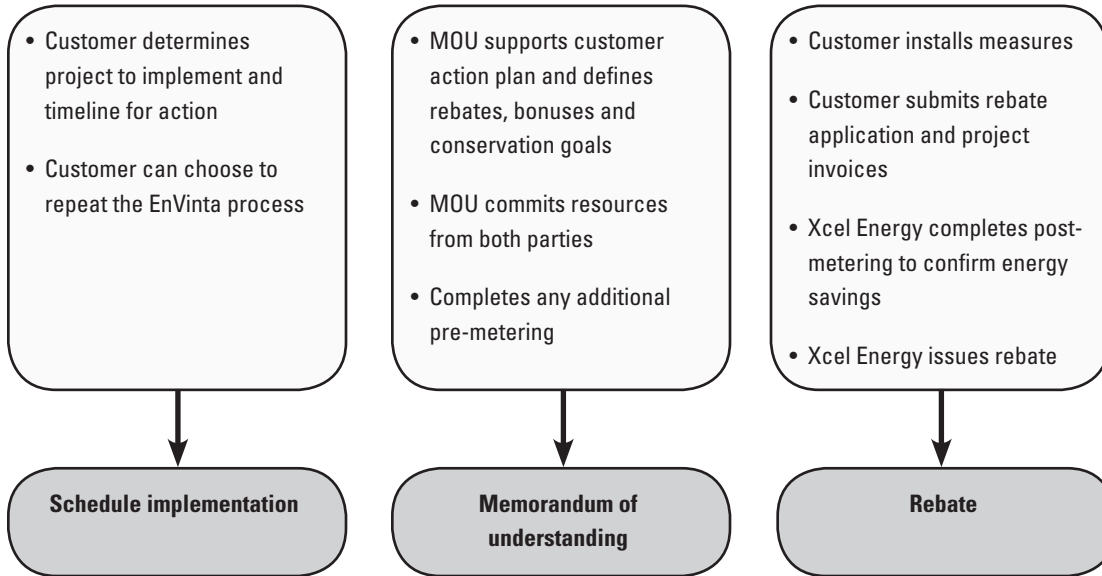 • Customer determines
project to implement and
timeline for action
• Customer can choose to
repeat the EnVinta process
Schedule implementation
• MOU supports customer
action plan and defines
rebates, bonuses and
conservation goals
• MOU commits resources
from both parties
• Completes any additional
pre-metering
Memorandum of
understanding
• Customer installs measures
• Customer submits rebate
application and project
invoices
• Xcel Energy completes post-
metering to confirm energy
savings
• Xcel Energy issues rebate
Rebate